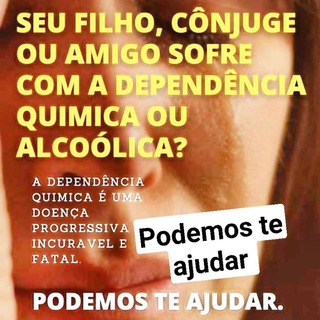 SEU FILHO, CÔNJUGE
OU AMIGO SOFRE
COM A DEPENDÊNCIA
QUIMICA OU
ALCOÓLICA?
A DEPENDÊNCIA
QUIMICA É UMA
DOENÇA
PROGRESSIVA
INCURAVEL E
FATAL.
Podemos te
ajudar
PODEMOS TE AJUDAR.